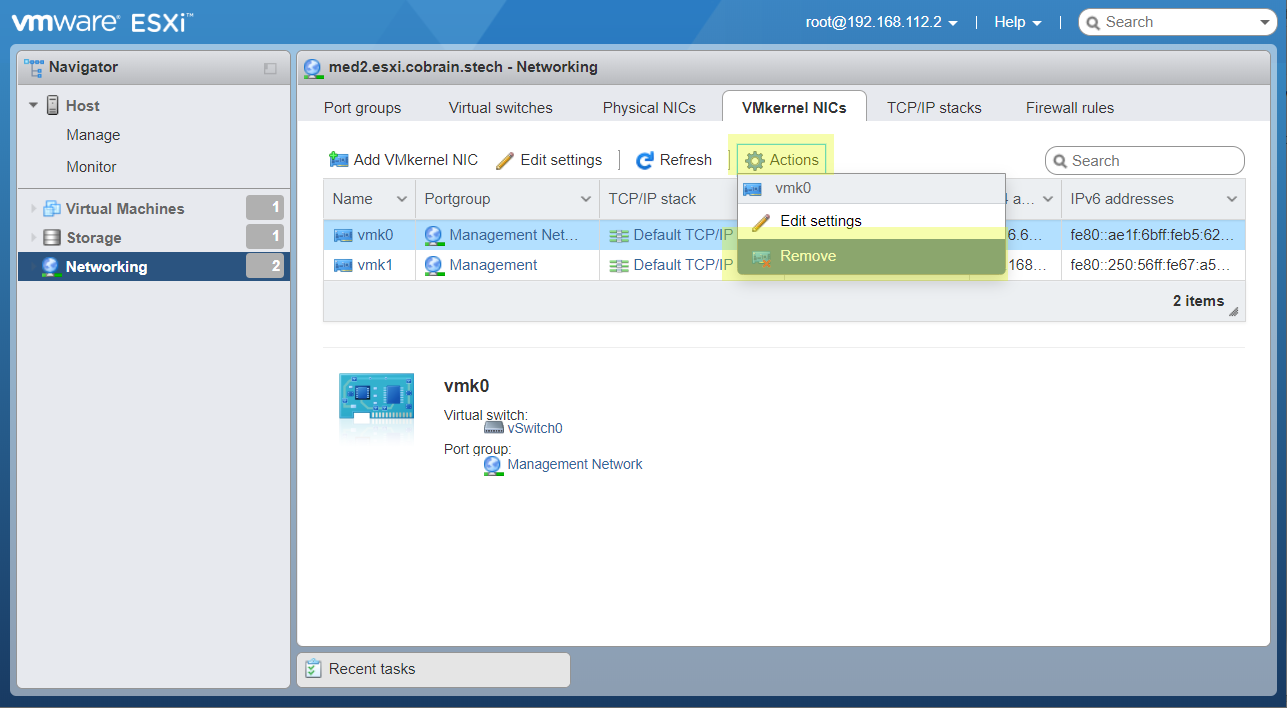 vmware® ESXi™
root@192.168.112.2 | Help | Search
Navigator
Host
Manage
Monitor
Virtual Machines 1
Storage 1
Networking 2
med2.esxi.cobrain.stech - Networking
Port groups Virtual switches Physical NICs VMkernel NICs TCP/IP stacks Firewall rules
Add VMkernel NIC Edit settings | Refresh | Actions Search
Name Portgroup TCP/IP stack a... IPv6 addresses
vmk0 Management Net... Default TCP/IP 6.6... fe80::ae1f:6bff:feb5:62...
vmk1 Management Default TCP/IP 168... fe80::250:56ff:fe67:a5...
vmk0
Edit settings
Remove
2 items
vmk0
Virtual switch:
vSwitch0
Port group:
Management Network
Recent tasks